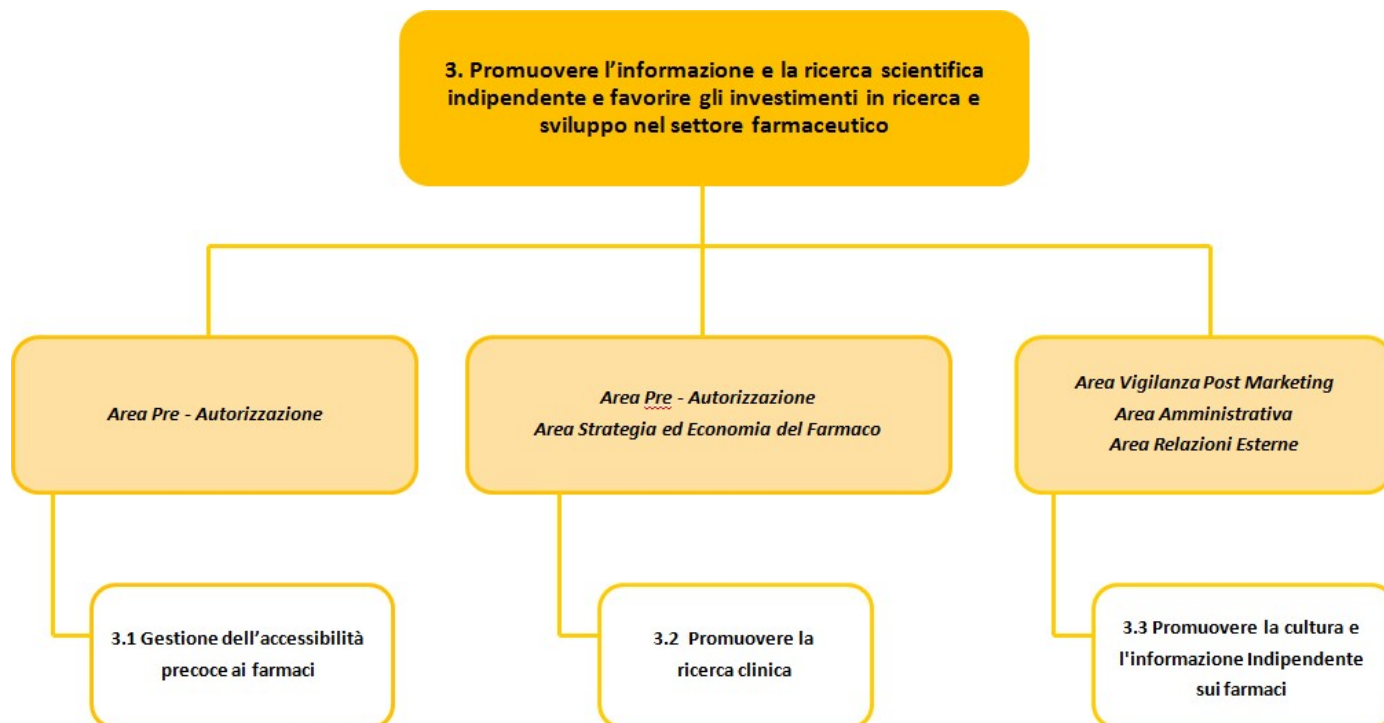 3. Promuovere l’informazione e la ricerca scientifica
indipendente e favorire gli investimenti in ricerca e
sviluppo nel settore farmaceutico
Area Pre - Autorizzazione
Area Pre - Autorizzazione
Area Strategia ed Economia del Farmaco
Area Vigilanza Post Marketing
Area Amministrativa
Area Relazioni Esterne
3.1 Gestione dell’accessibilità
precoce ai farmaci
3.2 Promuovere la
ricerca clinica
3.3 Promuovere la cultura e
l'informazione Indipendente
sui farmaci